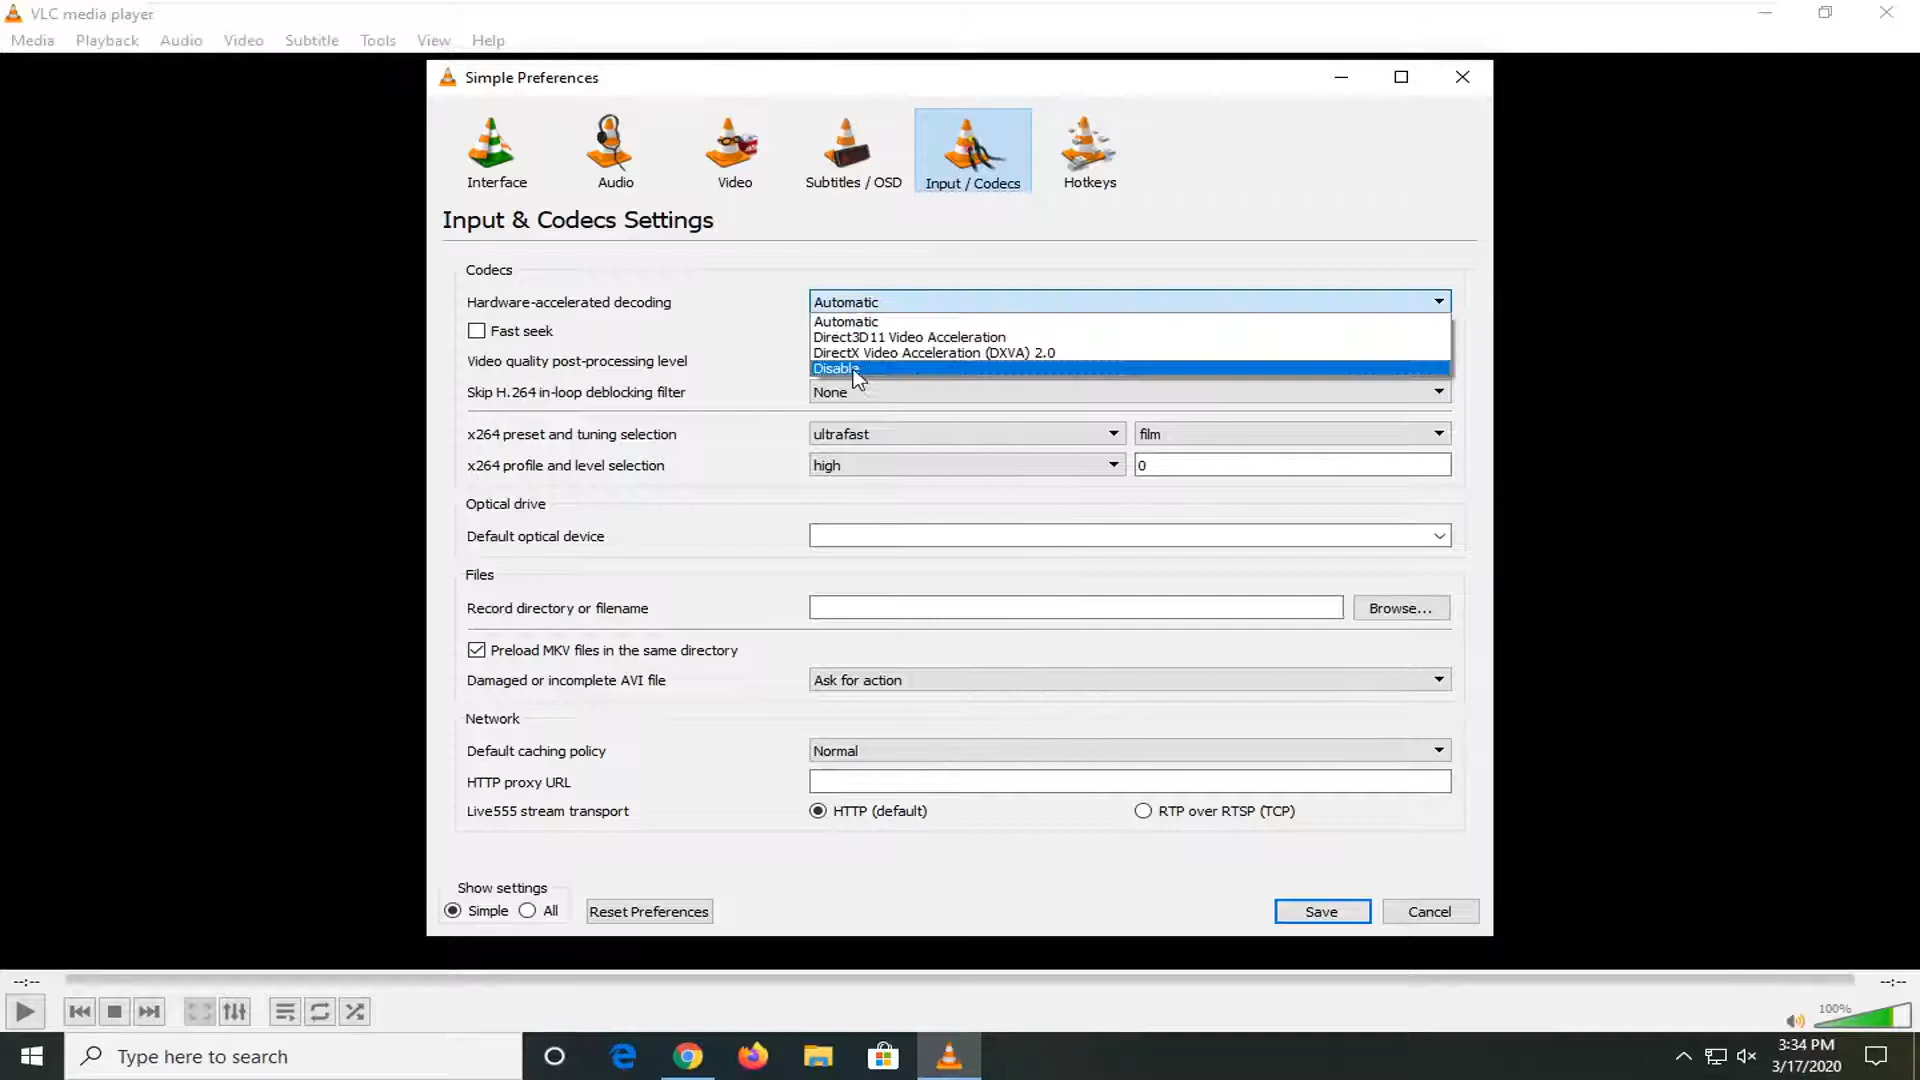 VLC media player
Media Playback Audio Video Subtitle Tools View Help
Simple Preferences
Interface Audio Video Subtitles / OSD Input / Codecs Hotkeys
Input & Codecs Settings
Codecs
Hardware-accelerated decoding Automatic
Automatic
Fast seek
Direct3D11 Video Acceleration
DirectX Video Acceleration (DXVA) 2.0
Video quality post-processing level
Disable
Skip H.264 in-loop deblocking filter None
x264 preset and tuning selection ultrafast film
x264 profile and level selection high 0
Optical drive
Default optical device
Files
Record directory or filename Browse...
Preload MKV files in the same directory
Damaged or incomplete AVI file Ask for action
Network
Default caching policy Normal
HTTP proxy URL
Live555 stream transport HTTP (default) RTP over RTSP (TCP)
Show settings
Simple All Reset Preferences Save Cancel
--:-- --:--
100%
Type here to search
3:34 PM
3/17/2020